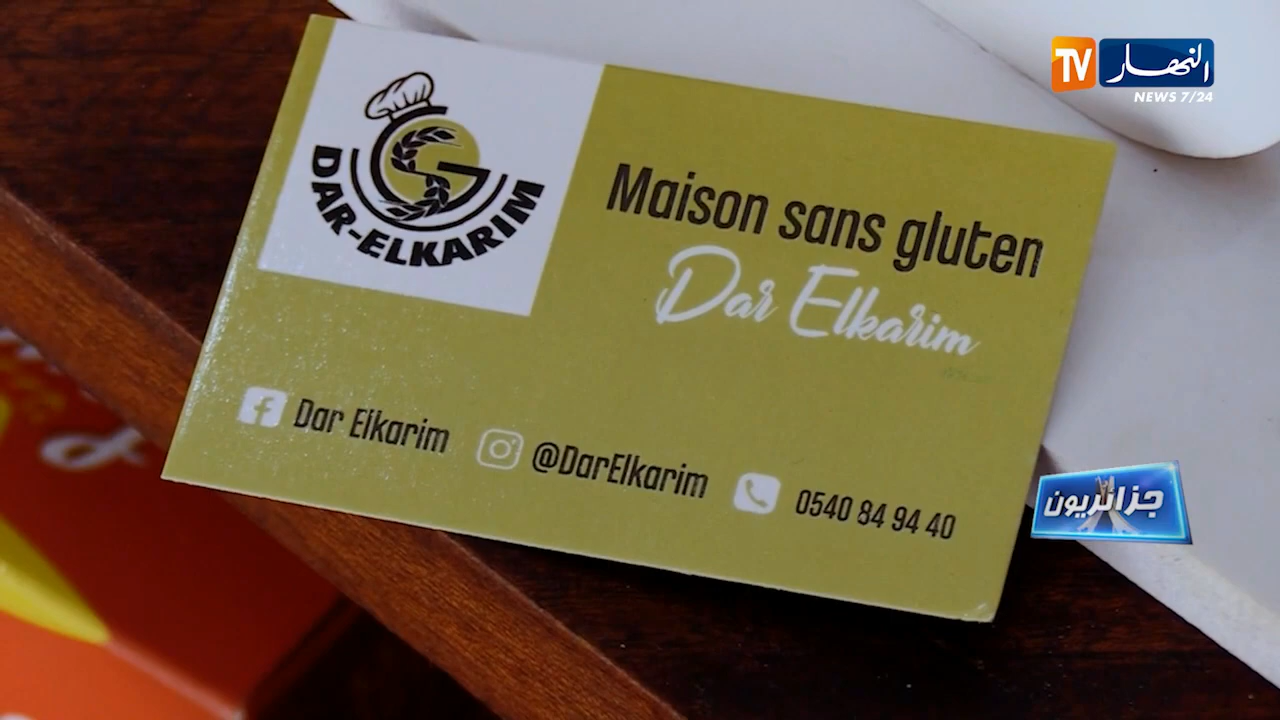 TV النهار
NEWS 7/24
DAR-ELKARIM
Maison sans gluten
Dar Elkarim
Dar Elkarim
@DarElkarim
0540 84 94 40
جزائريون